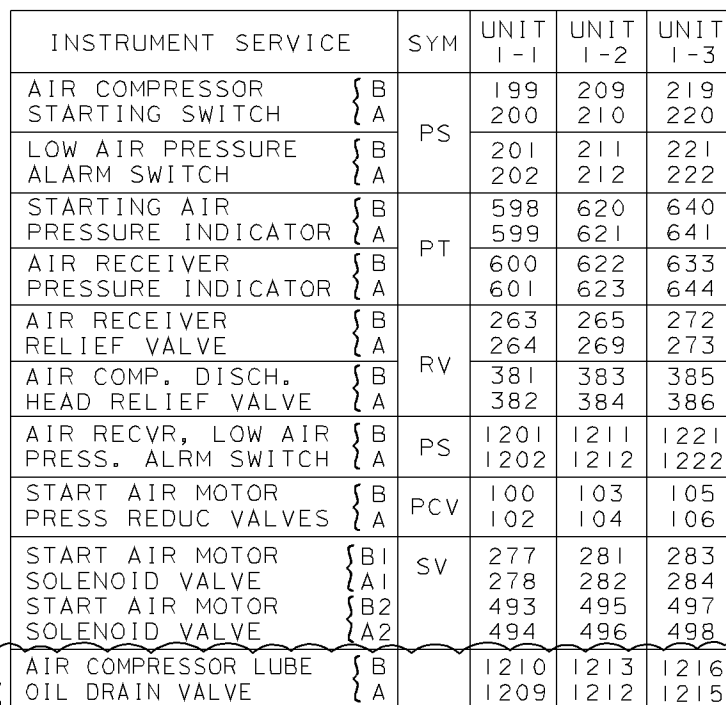 INSTRUMENT SERVICE SYM UNIT 1-1 UNIT 1-2 UNIT 1-3
AIR COMPRESSOR { B 199 209 219
STARTING SWITCH { A 200 210 220
PS
LOW AIR PRESSURE { B 201 211 221
ALARM SWITCH { A 202 212 222
STARTING AIR { B 598 620 640
PRESSURE INDICATOR { A 599 621 641
PT
AIR RECEIVER { B 600 622 633
PRESSURE INDICATOR { A 601 623 644
AIR RECEIVER { B 263 265 272
RELIEF VALVE { A 264 269 273
RV
AIR COMP. DISCH. { B 381 383 385
HEAD RELIEF VALVE { A 382 384 386
AIR RECVR, LOW AIR { B PS 1201 1211 1221
PRESS. ALRM SWITCH { A 1202 1212 1222
START AIR MOTOR { B PCV 100 103 105
PRESS REDUC VALVES { A 102 104 106
START AIR MOTOR { B1 SV 277 281 283
SOLENOID VALVE { A1 278 282 284
START AIR MOTOR { B2 493 495 497
SOLENOID VALVE { A2 494 496 498
AIR COMPRESSOR LUBE { B 1210 1213 1216
OIL DRAIN VALVE { A 1209 1212 1215